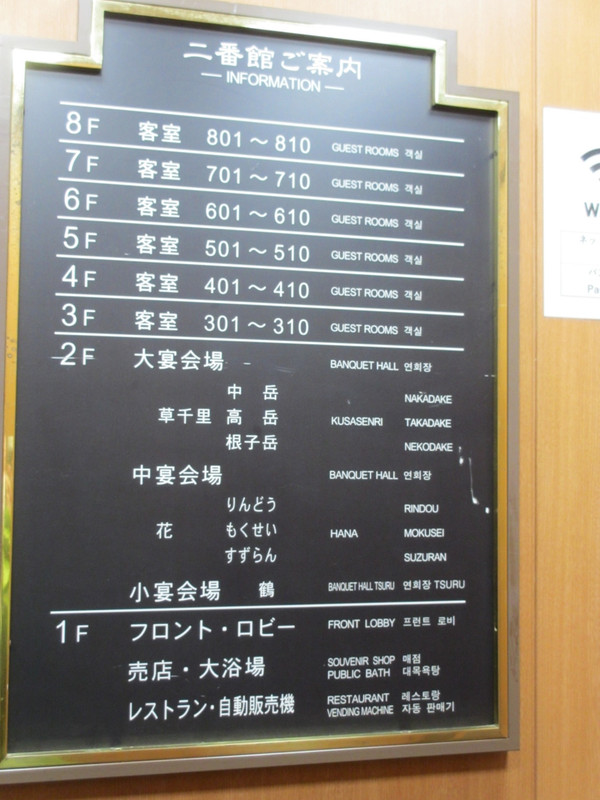 二番館ご案内
INFORMATION
8F 客室 801～810 GUEST ROOMS 객실
7F 客室 701～710 GUEST ROOMS 객실
6F 客室 601～610 GUEST ROOMS 객실
5F 客室 501～510 GUEST ROOMS 객실
4F 客室 401～410 GUEST ROOMS 객실
3F 客室 301～310 GUEST ROOMS 객실
2F 大宴会場 BANQUET HALL 연회장
中岳 NAKADAKE
草千里 高岳 KUSASENRI TAKADAKE
根子岳 NEKODAKE
中宴会場 BANQUET HALL 연회장
りんどう RINDOU
花 もくせい HANA MOKUSEI
すずらん SUZURAN
小宴会場 鶴 BANQUET HALL TSURU 연회장 TSURU
1F フロント・ロビー FRONT LOBBY 프런트 로비
売店・大浴場 SOUVENIR SHOP 매점
PUBLIC BATH 대목욕탕
レストラン・自動販売機 RESTAURANT 레스토랑
VENDING MACHINE 자동 판매기
W
ネッ
パ
Pa